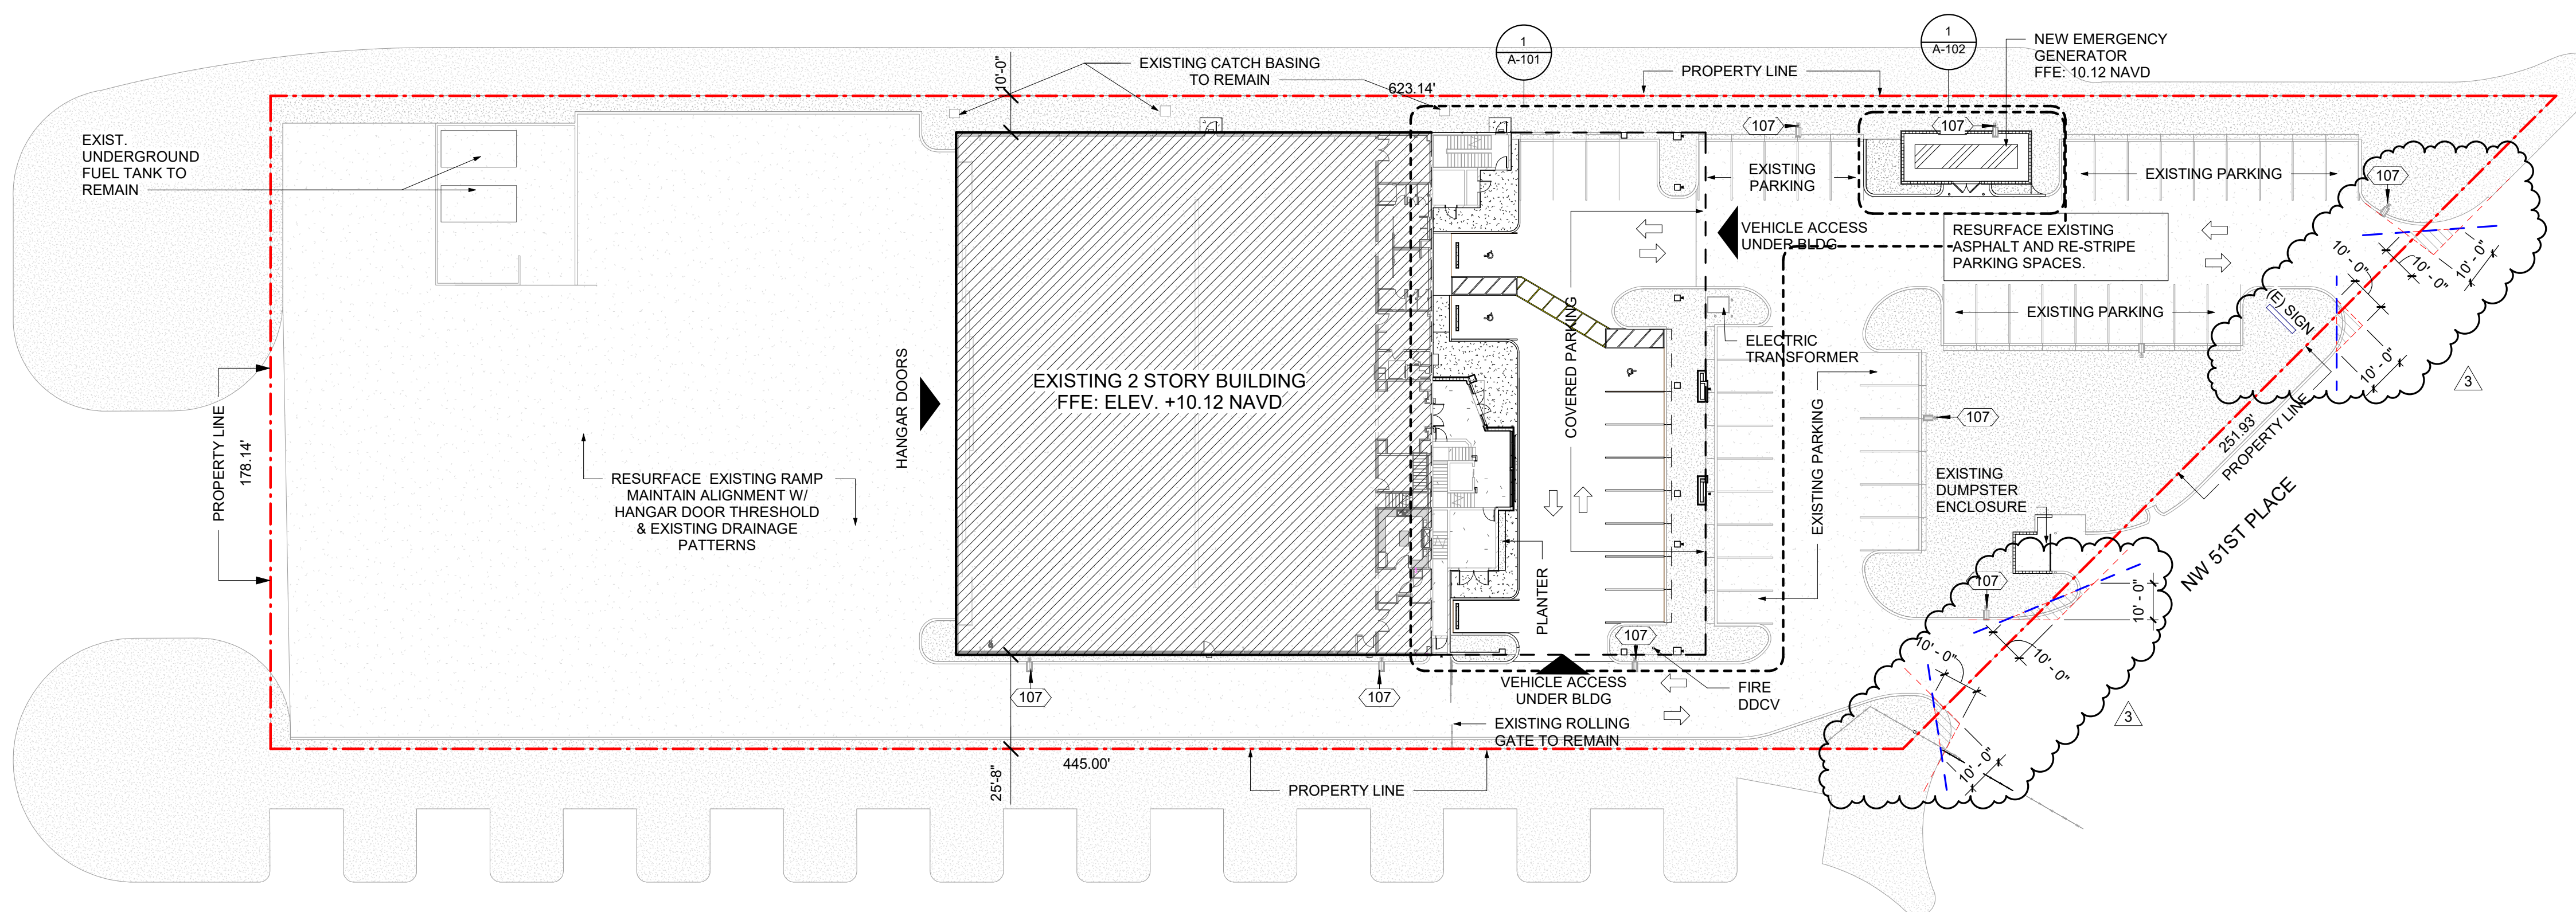 1
A-101
1
A-102
NEW EMERGENCY
GENERATOR
FFE: 10.12 NAVD
10'-0"
EXISTING CATCH BASING
TO REMAIN
623.14'
PROPERTY LINE
EXIST.
UNDERGROUND
FUEL TANK TO
REMAIN
107
107
EXISTING
PARKING
EXISTING PARKING
107
VEHICLE ACCESS
UNDER BLDG
RESURFACE EXISTING
ASPHALT AND RE-STRIPE
PARKING SPACES.
10' - 0"
10' - 0"
10' - 0"
(E) SIGN
EXISTING PARKING
10' - 0"
3
ELECTRIC
TRANSFORMER
COVERED PARKING
HANGAR DOORS
EXISTING 2 STORY BUILDING
FFE: ELEV. +10.12 NAVD
EXISTING PARKING
107
251.93'
PROPERTY LINE
PROPERTY LINE
178.14'
RESURFACE EXISTING RAMP
MAINTAIN ALIGNMENT W/
HANGAR DOOR THRESHOLD
& EXISTING DRAINAGE
PATTERNS
EXISTING
DUMPSTER
ENCLOSURE
NW 51ST PLACE
PLANTER
107
10' - 0"
10' - 0"
10' - 0"
107
107
107
VEHICLE ACCESS
UNDER BLDG
FIRE
DDCV
3
EXISTING ROLLING
GATE TO REMAIN
10' - 0"
25'-8"
445.00'
PROPERTY LINE